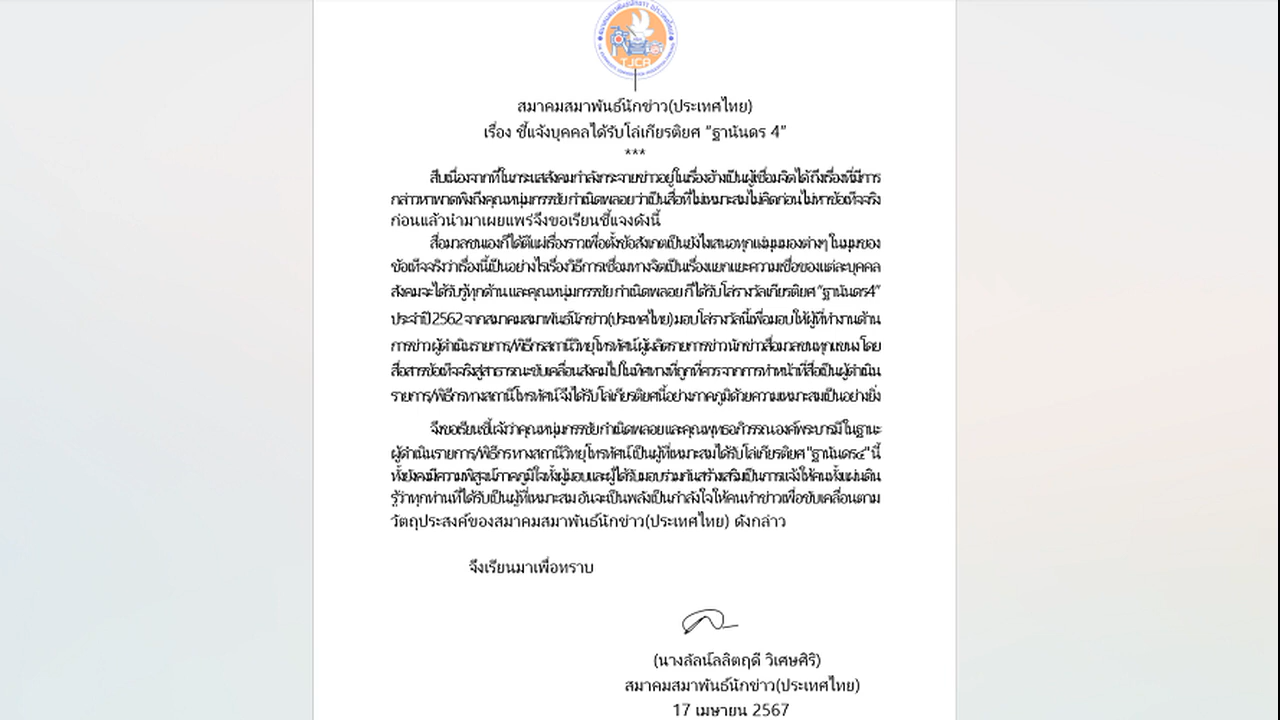 TJCA
สมาคมสมาพันธ์นักข่าว(ประเทศไทย)
เรื่อง ชี้แจ้งบุคคลได้รับโล่เกียรติยศ "ฐานันดร 4"
***
สืบเนื่องจากที่ในกระแสสังคมกำลังกระจายข่าวอยู่ในเรื่องอ้างเป็นผู้เชื่อมจิตได้ ถึงเรื่องที่มีการ
กล่าวหาพาดพิงถึงคุณหนุ่มกรรชัย กำเนิดพลอย ว่าเป็นสื่อที่ไม่เหมาะสมไม่คิดก่อน ไม่หาข้อเท็จจริง
ก่อนแล้วนำมาเผยแพร่จึงขอเรียนชี้แจงดังนี้
สื่อมวลชนเองก็ได้ตีแผ่เรื่องราวเพื่อตั้งข้อสังเกตเป็นยังไงเสนอทุกแง่มุมมองต่างๆ ในมุมของ
ข้อเท็จจริงว่าเรื่องนี้เป็นอย่างไรเรื่องวิธีการเชื่อมทางจิตเป็นเรื่องแยกแยะความเชื่อของแต่ละบุคคล
สังคมจะได้รับรู้ทุกด้าน และคุณหนุ่มกรรชัย กำเนิดพลอย ก็ได้รับโล่รางวัลเกียรติยศ "ฐานันดร4"
ประจำปี 2562 จากสมาคมสมาพันธ์นักข่าว(ประเทศไทย) มอบโล่รางวัลนี้เพื่อมอบให้ผู้ที่ทำงานด้าน
การข่าว ผู้ดำเนินรายการ/พิธีกรสถานีวิทยุโทรทัศน์ ผู้ผลิตรายการข่าว นักข่าวสื่อมวลชนทุกแขนง โดย
สื่อสารข้อเท็จจริงสู่สาธารณะขับเคลื่อนสังคมไปในทิศทางที่ถูกที่ควร จากการทำหน้าที่สื่อเป็นผู้ดำเนิน
รายการ/พิธีกรทางสถานีโทรทัศน์ จึงได้รับโล่เกียรติยศนี้อย่างภาคภูมิด้วยความเหมาะสมเป็นอย่างยิ่ง
จึงขอเรียนชี้แจ้งว่าคุณหนุ่มกรรชัย กำเนิดพลอย และคุณพุทธอภิวรรณ องค์พระบารมี ในฐานะ
ผู้ดำเนินรายการ/พิธีกรทางสถานีวิทยุโทรทัศน์ เป็นผู้ที่เหมาะสมได้รับโล่เกียรติยศ "ฐานันดร๔" นี้
ทั้งยังคงมีความพิสูจน์ภาคภูมิใจทั้งผู้มอบและผู้ได้รับมอบร่วมกันสร้างเสริมเป็นการแจ้งให้คนทั้งแผ่นดิน
รู้ว่าทุกท่านที่ได้รับเป็นผู้ที่เหมาะสม อันจะเป็นพลังเป็นกำลังใจให้คนทำข่าวเพื่อขับเคลื่อนตาม
วัตถุประสงค์ของสมาคมสมาพันธ์นักข่าว(ประเทศไทย) ดังกล่าว
จึงเรียนมาเพื่อทราบ
(นางลัลน์ลลิตฤดี วิเศษศิริ)
สมาคมสมาพันธ์นักข่าว(ประเทศไทย)
17 เมษายน 2567